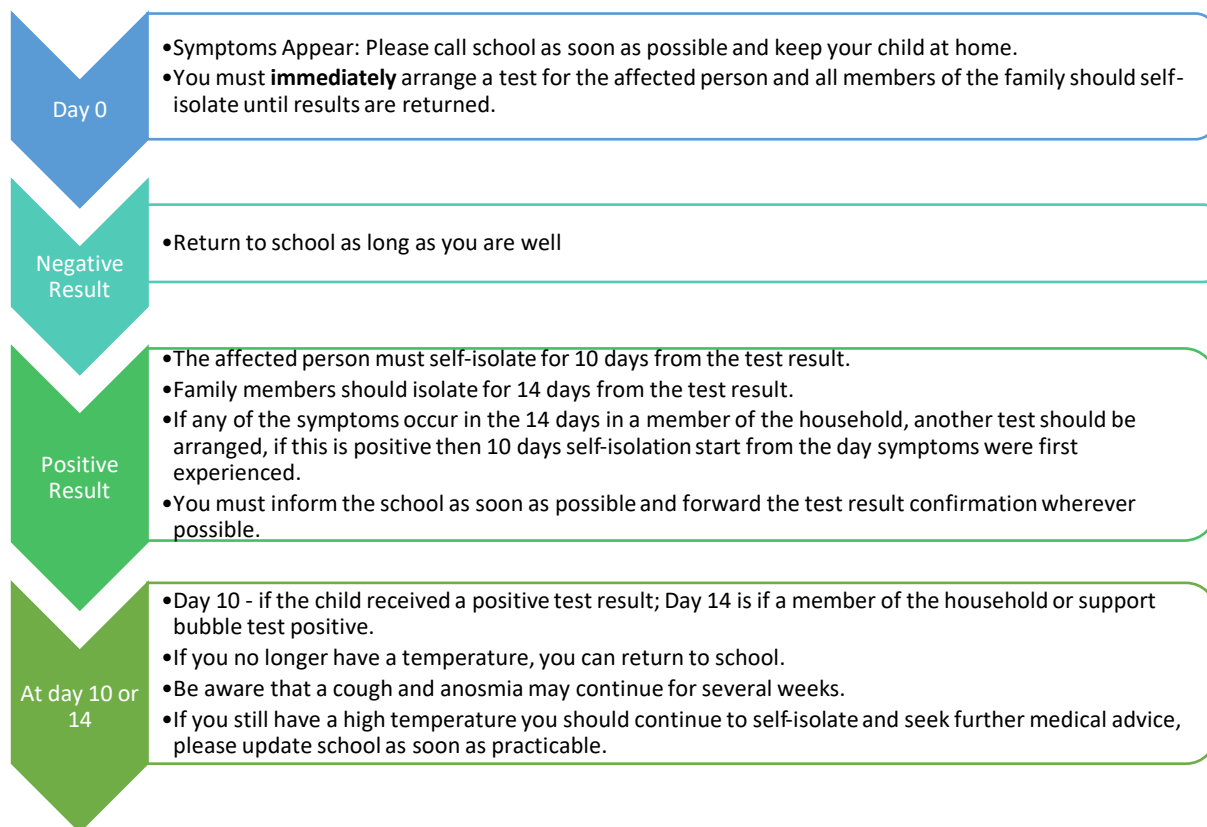 Day 0
•Symptoms Appear: Please call school as soon as possible and keep your child at home.
•You must immediately arrange a test for the affected person and all members of the family should self-
isolate until results are returned.
Negative
Result
•Return to school as long as you are well
Positive
Result
•The affected person must self-isolate for 10 days from the test result.
•Family members should isolate for 14 days from the test result.
•If any of the symptoms occur in the 14 days in a member of the household, another test should be
arranged, if this is positive then 10 days self-isolation start from the day symptoms were first
experienced.
•You must inform the school as soon as possible and forward the test result confirmation wherever
possible.
At day 10 or
14
•Day 10 - if the child received a positive test result; Day 14 is if a member of the household or support
bubble test positive.
•If you no longer have a temperature, you can return to school.
•Be aware that a cough and anosmia may continue for several weeks.
•If you still have a high temperature you should continue to self-isolate and seek further medical advice,
please update school as soon as practicable.